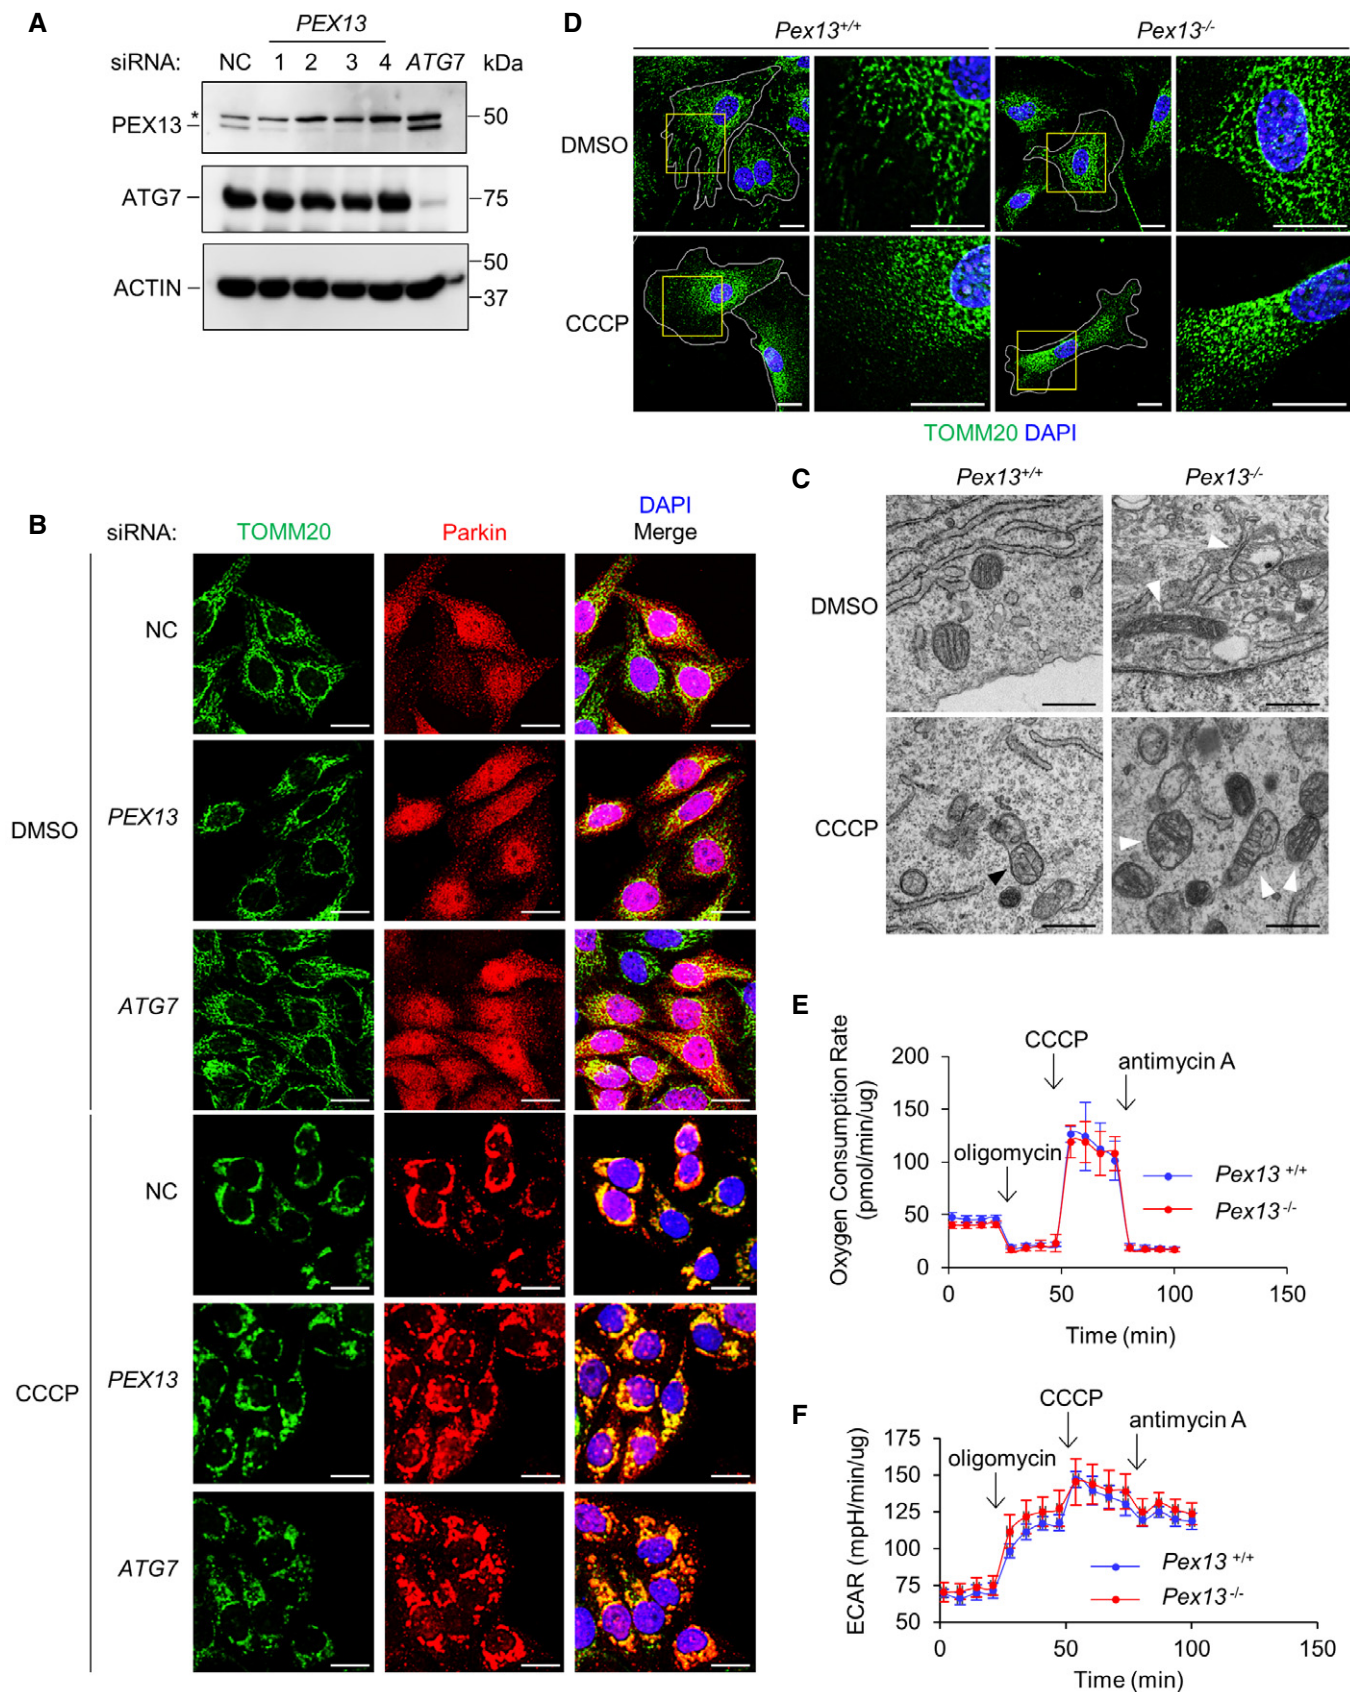 A
PEX13
siRNA: NC 1 2 3 4 ATG7 kDa
*
PEX13
50
ATG7
75
ACTIN
50
37
D
Pex13+/+ Pex13-/-
DMSO
CCCP
TOMM20 DAPI
B
siRNA: TOMM20 Parkin DAPI
Merge
DMSO
NC
PEX13
ATG7
CCCP
NC
PEX13
ATG7
C
Pex13+/+ Pex13-/-
DMSO
CCCP
E
Oxygen Consumption Rate
(pmol/min/ug)
200
150
100
50
0
CCCP
antimycin A
oligomycin
Pex13 +/+
Pex13-/-
0 50 100 150
Time (min)
F
ECAR (mpH/min/ug)
175
150
125
100
75
50
CCCP
antimycin A
oligomycin
Pex13 +/+
Pex13-/-
0 50 100 150
Time (min)